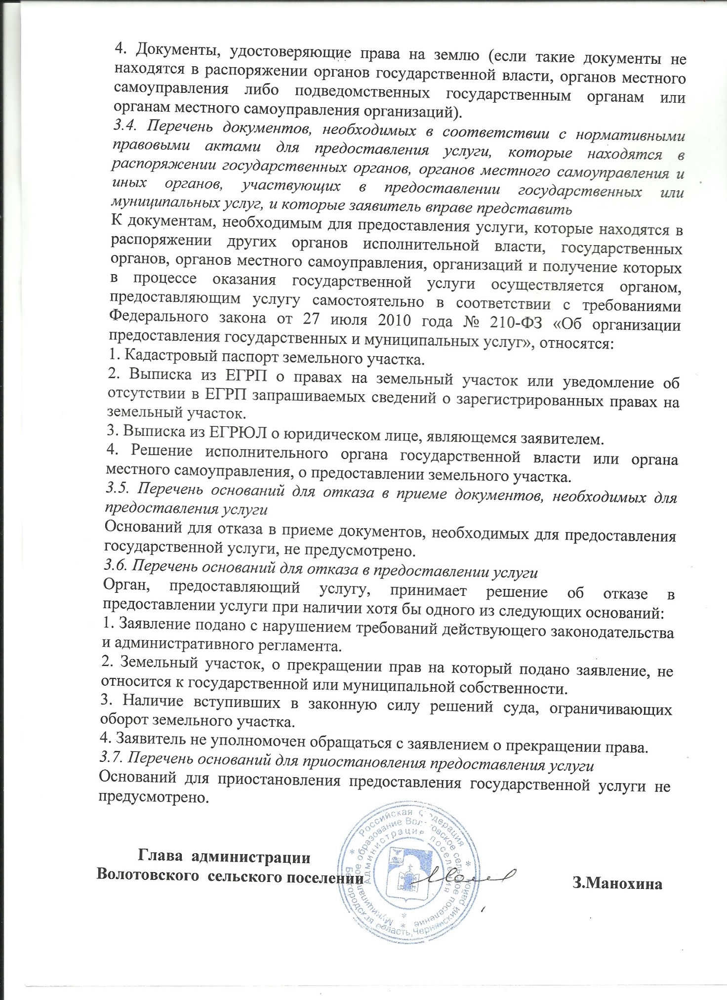 4. Документы, удостоверяющие права на землю (если такие документы не
находятся в распоряжении органов государственной власти, органов местного
самоуправления либо подведомственных государственным органам или
органам местного самоуправления организаций).
3.4. Перечень документов, необходимых в соответствии с нормативными
правовыми актами для предоставления услуги, которые находятся в
распоряжении государственных органов, органов местного самоуправления и
иных органов, участвующих в предоставлении государственных или
муниципальных услуг, и которые заявитель вправе представить
К документам, необходимым для предоставления услуги, которые находятся в
распоряжении других органов исполнительной власти, государственных
органов, органов местного самоуправления, организаций и получение которых
в процессе оказания государственной услуги осуществляется органом,
предоставляющим услугу самостоятельно в соответствии с требованиями
Федерального закона от 27 июля 2010 года № 210-ФЗ «Об организации
предоставления государственных и муниципальных услуг», относятся:
1. Кадастровый паспорт земельного участка.
2. Выписка из ЕГРП о правах на земельный участок или уведомление об
отсутствии в ЕГРП запрашиваемых сведений о зарегистрированных правах на
земельный участок.
3. Выписка из ЕГРЮЛ о юридическом лице, являющемся заявителем.
4. Решение исполнительного органа государственной власти или органа
местного самоуправления, о предоставлении земельного участка.
3.5. Перечень оснований для отказа в приеме документов, необходимых для
предоставления услуги
Оснований для отказа в приеме документов, необходимых для предоставления
государственной услуги, не предусмотрено.
3.6. Перечень оснований для отказа в предоставлении услуги
Орган, предоставляющий услугу, принимает решение об отказе в
предоставлении услуги при наличии хотя бы одного из следующих оснований:
1. Заявление подано с нарушением требований действующего законодательства
и административного регламента.
2. Земельный участок, о прекращении прав на который подано заявление, не
относится к государственной или муниципальной собственности.
3. Наличие вступивших в законную силу решений суда, ограничивающих
оборот земельного участка.
4. Заявитель не уполномочен обращаться с заявлением о прекращении права.
3.7. Перечень оснований для приостановления предоставления услуги
Оснований для приостановления предоставления государственной услуги не
предусмотрено.
Глава администрации
Волотовского сельского поселении
З.Манохина
* Российская Федерация * Белгородская область, Чернянский район
* Муниципальное образование Волотовское сельское поселение
* Администрация поселения